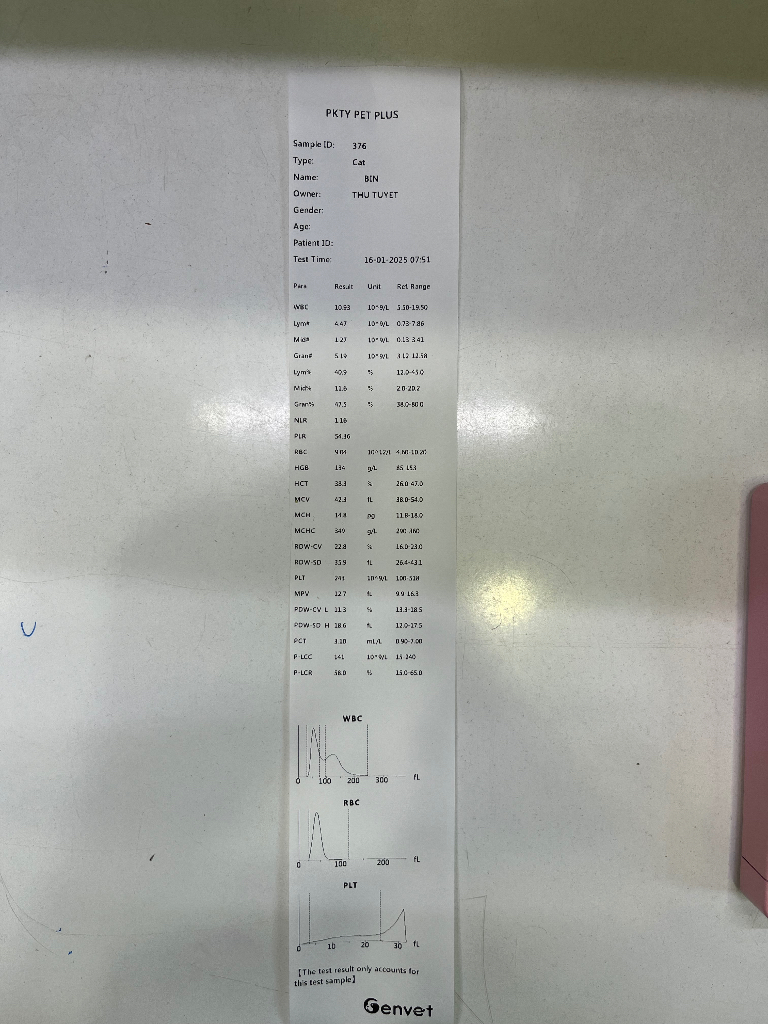 PKTY PET PLUS
Sample ID: 376
Type: Cat
Name: BIN
Owner: THU TUYET
Gender:
Age:
Patient ID:
Test Time: 16-01-2025 07:51
Para Result Unit Ref. Range
WBC 10.93 10^9/L 5.50-19.50
Lym# 4.47 10^9/L 0.73-7.86
Mid# 1.27 10^9/L 0.13-3.41
Gran# 5.19 10^9/L 3.12-12.58
Lym% 40.9 % 12.0-45.0
Mid% 11.6 % 2.0-20.2
Gran% 47.5 % 38.0-80.0
NLR 1.16
PLR 54.36
RBC 9.04 10^12/L 4.60-10.20
HGB 134 g/L 85-153
HCT 38.3 % 26.0-47.0
MCV 42.3 fL 38.0-54.0
MCH 14.8 pg 11.8-18.0
MCHC 349 g/L 290-360
RDW-CV 22.8 % 16.0-23.0
RDW-SD 35.9 fL 26.4-43.1
PLT 243 10^9/L 100-518
MPV 12.7 fL 9.9-16.3
PDW-CV L 11.3 % 13.3-18.5
PDW-SD H 18.6 fL 12.0-17.5
PCT 3.10 mL/L 0.90-7.00
P-LCC 141 10^9/L 15-240
P-LCR 58.0 % 15.0-65.0
WBC
0 100 200 300 fL
RBC
0 100 200 fL
PLT
0 10 20 30 fL
【The test result only accounts for
this test sample】
Genvet